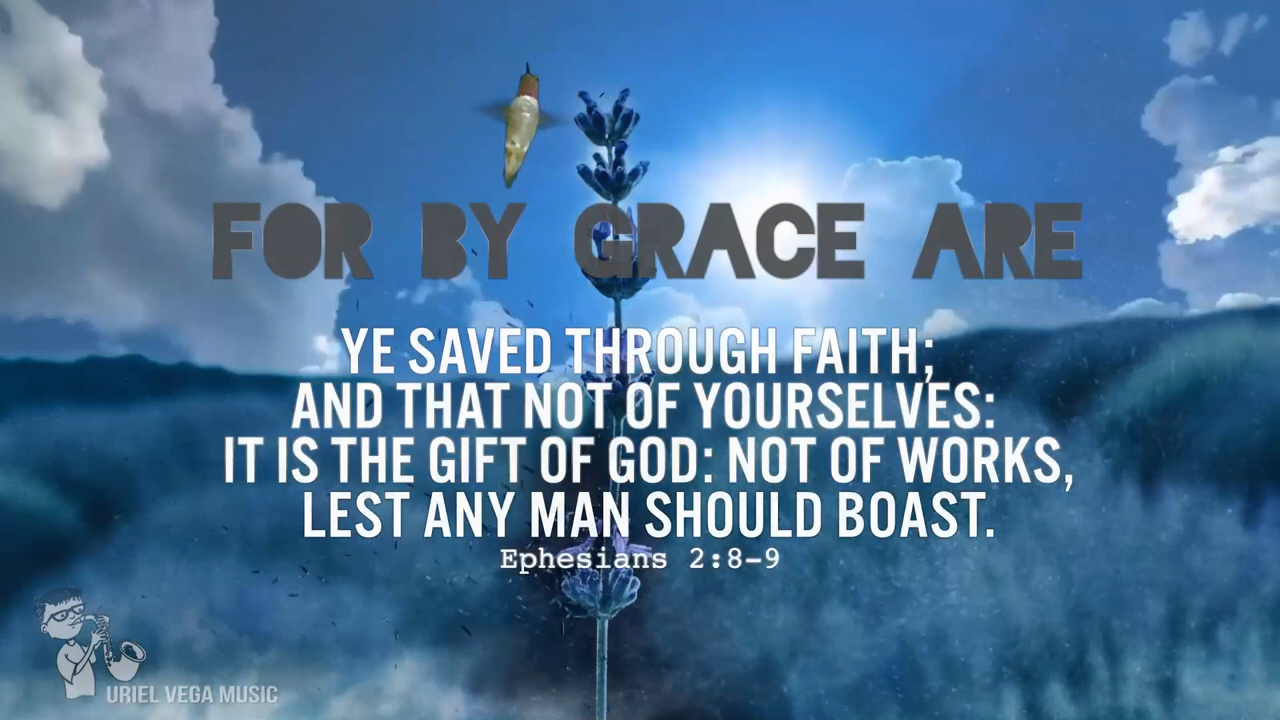 FOR BY GRACE ARE
YE SAVED THROUGH FAITH;
AND THAT NOT OF YOURSELVES:
IT IS THE GIFT OF GOD: NOT OF WORKS,
LEST ANY MAN SHOULD BOAST.
Ephesians 2:8-9
URIEL VEGA MUSIC